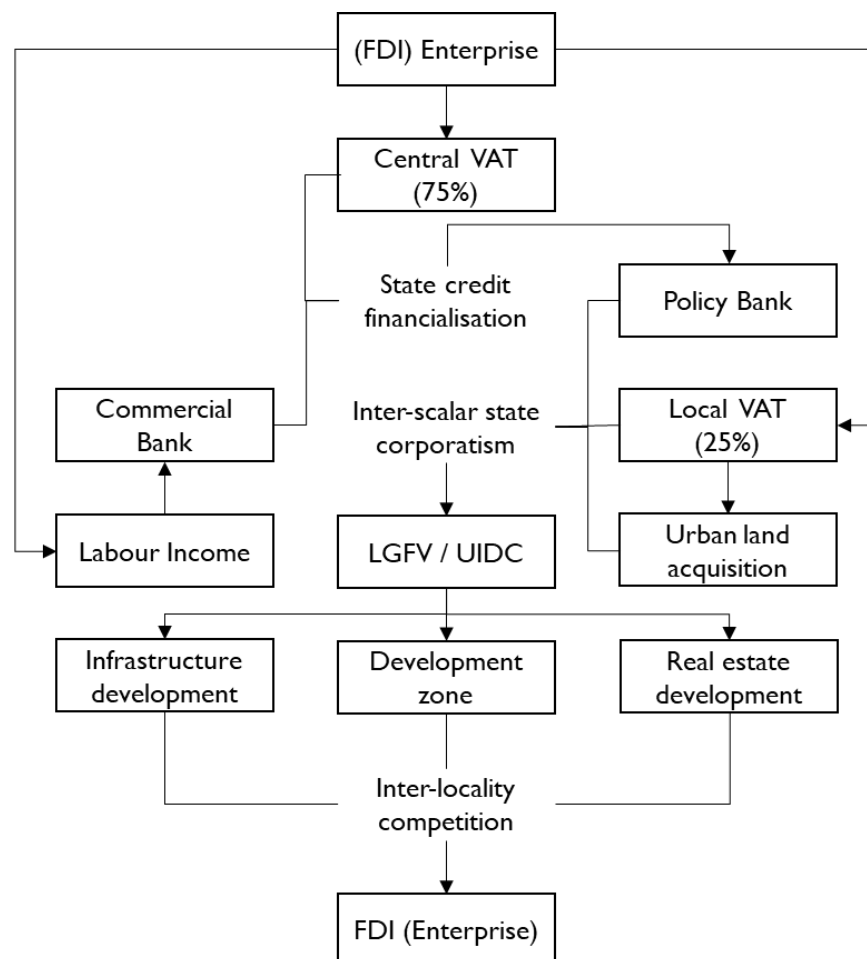 (FDI) Enterprise
Central VAT
(75%)
State credit
financialisation
Policy Bank
Commercial
Bank
Inter-scalar state
corporatism
Local VAT
(25%)
Labour Income
LGFV / UIDC
Urban land
acquisition
Infrastructure
development
Development
zone
Real estate
development
Inter-locality
competition
FDI (Enterprise)